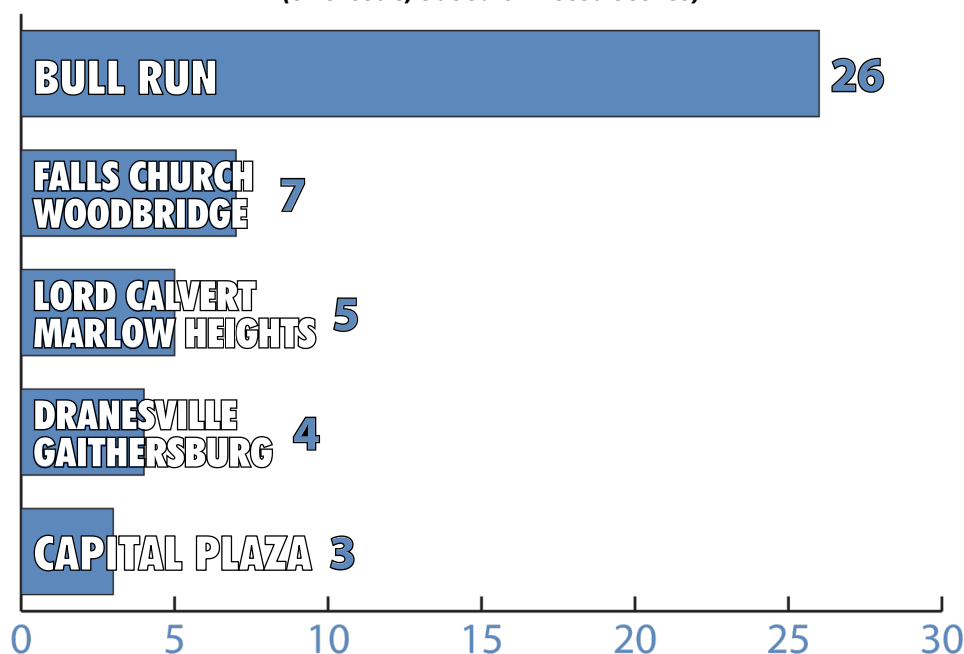 BULL RUN 26
FALLS CHURCH
WOODBRIDGE 7
LORD CALVERT
MARLOW HEIGHTS 5
DRANESVILLE
GAITHERSBURG 4
CAPITAL PLAZA 3
0 5 10 15 20 25 30